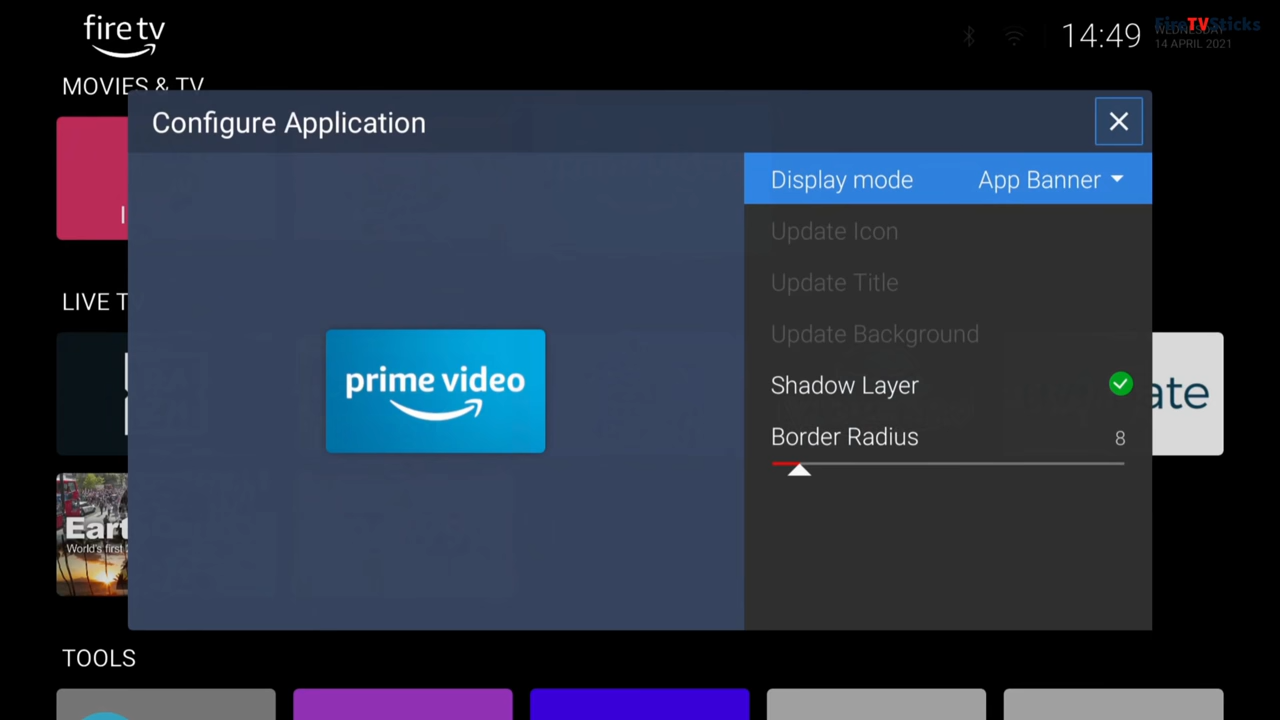 fire tv
14:49
FireTVSticks
WEDNESDAY
14 APRIL 2021
MOVIES & TV
Configure Application
Display mode
App Banner
Update Icon
Update Title
LIVE T
Update Background
prime video
Shadow Layer
ate
Border Radius
8
Eart
World's first
TOOLS